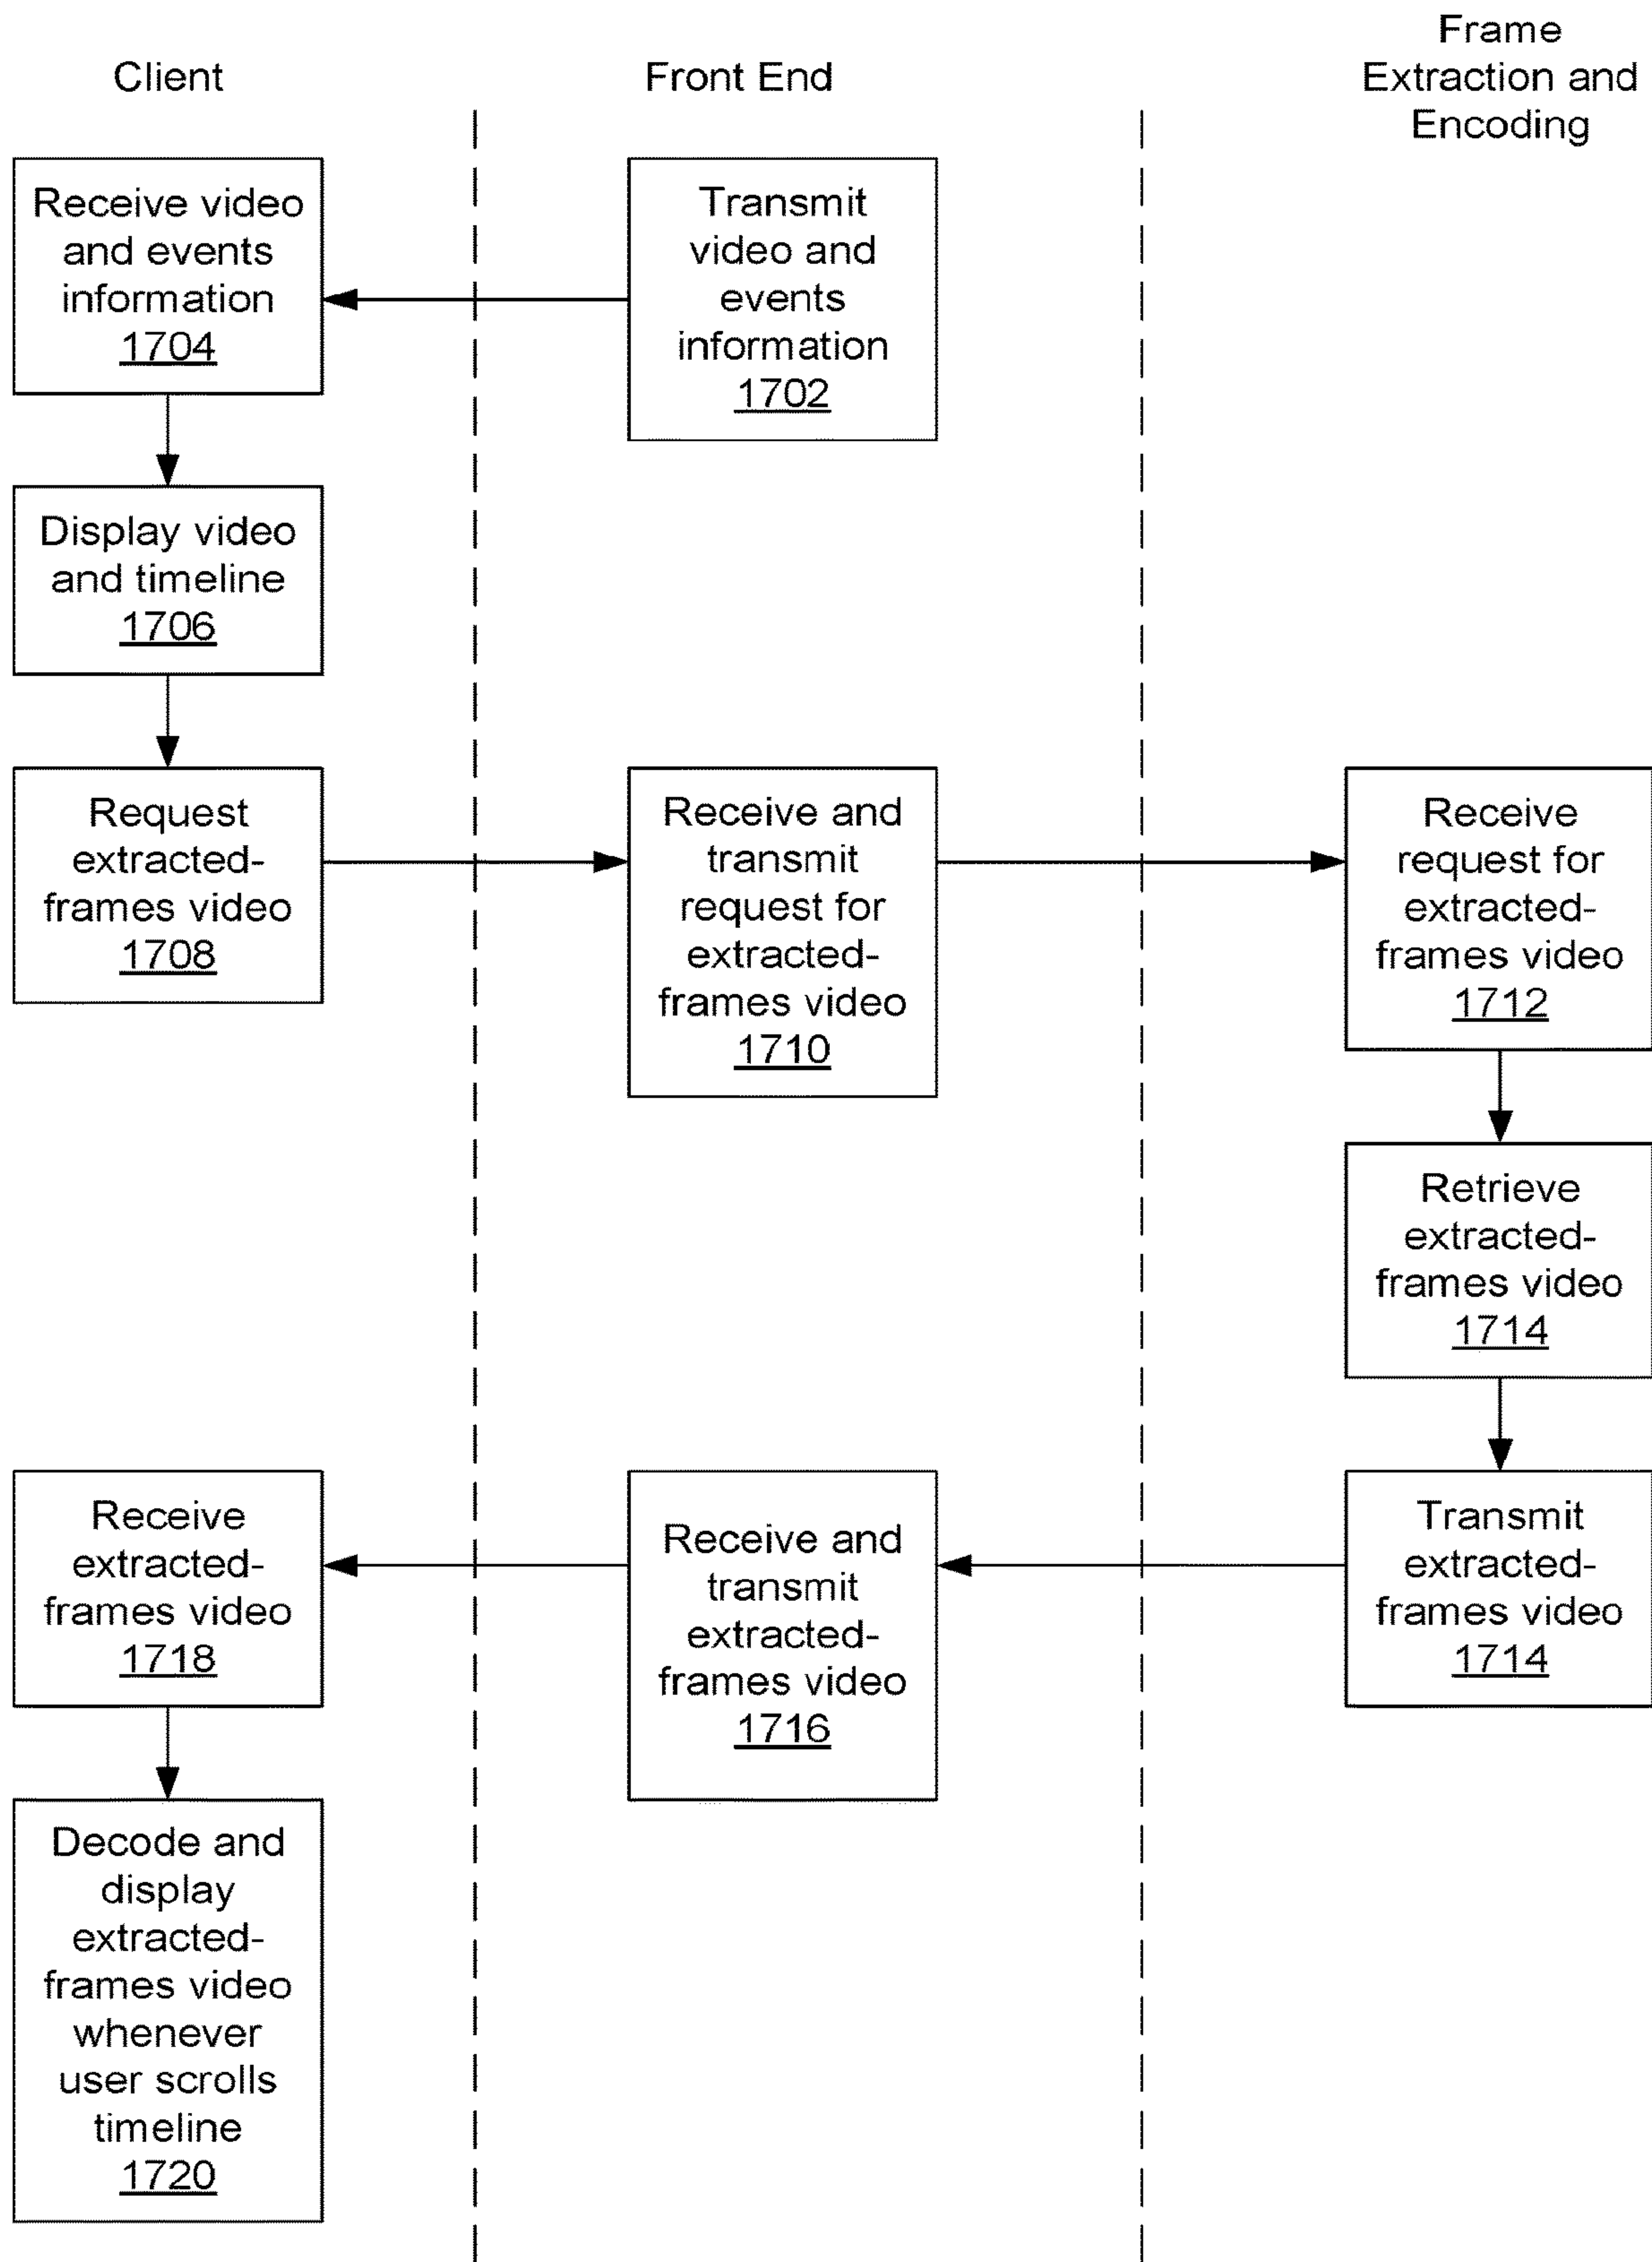 Client
Front End
Frame
Extraction and
Encoding
Receive video
and events
information
1704
Transmit
video and
events
information
1702
Display video
and timeline
1706
Request
extracted-
frames video
1708
Receive and
transmit
request for
extracted-
frames video
1710
Receive
request for
extracted-
frames video
1712
Retrieve
extracted-
frames video
1714
Receive
extracted-
frames video
1718
Receive and
transmit
extracted-
frames video
1716
Transmit
extracted-
frames video
1714
Decode and
display
extracted-
frames video
whenever
user scrolls
timeline
1720